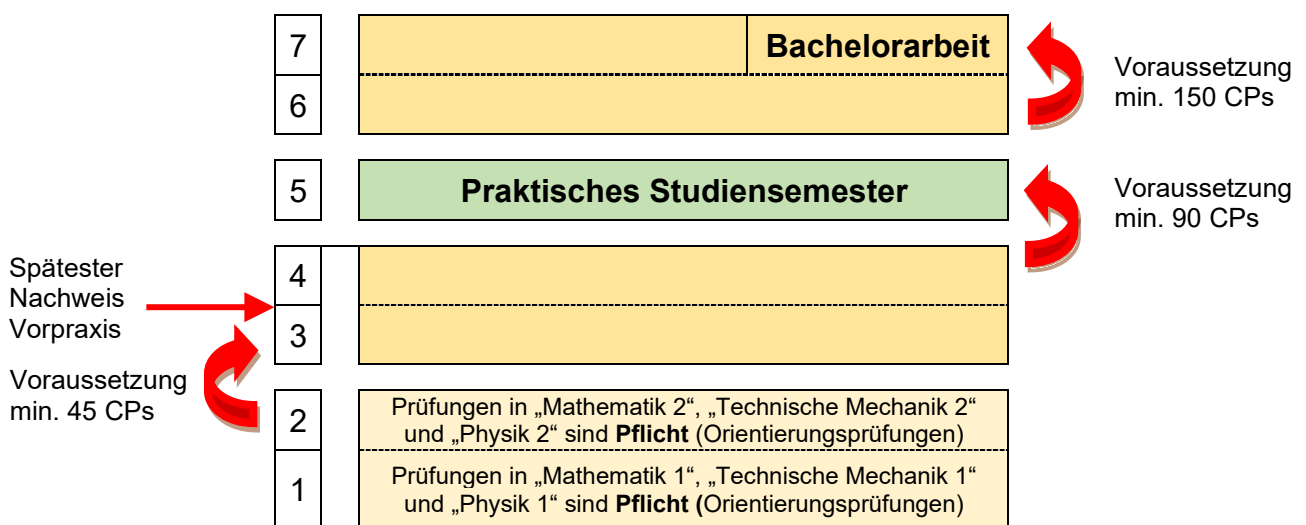 7
Bachelorarbeit
Voraussetzung
min. 150 CPs
6
5
Praktisches Studiensemester
Voraussetzung
min. 90 CPs
Spätester
Nachweis
Vorpraxis
4
3
Voraussetzung
min. 45 CPs
2
Prüfungen in „Mathematik 2“, „Technische Mechanik 2“
und „Physik 2“ sind Pflicht (Orientierungsprüfungen)
1
Prüfungen in „Mathematik 1“, „Technische Mechanik 1“
und „Physik 1“ sind Pflicht (Orientierungsprüfungen)